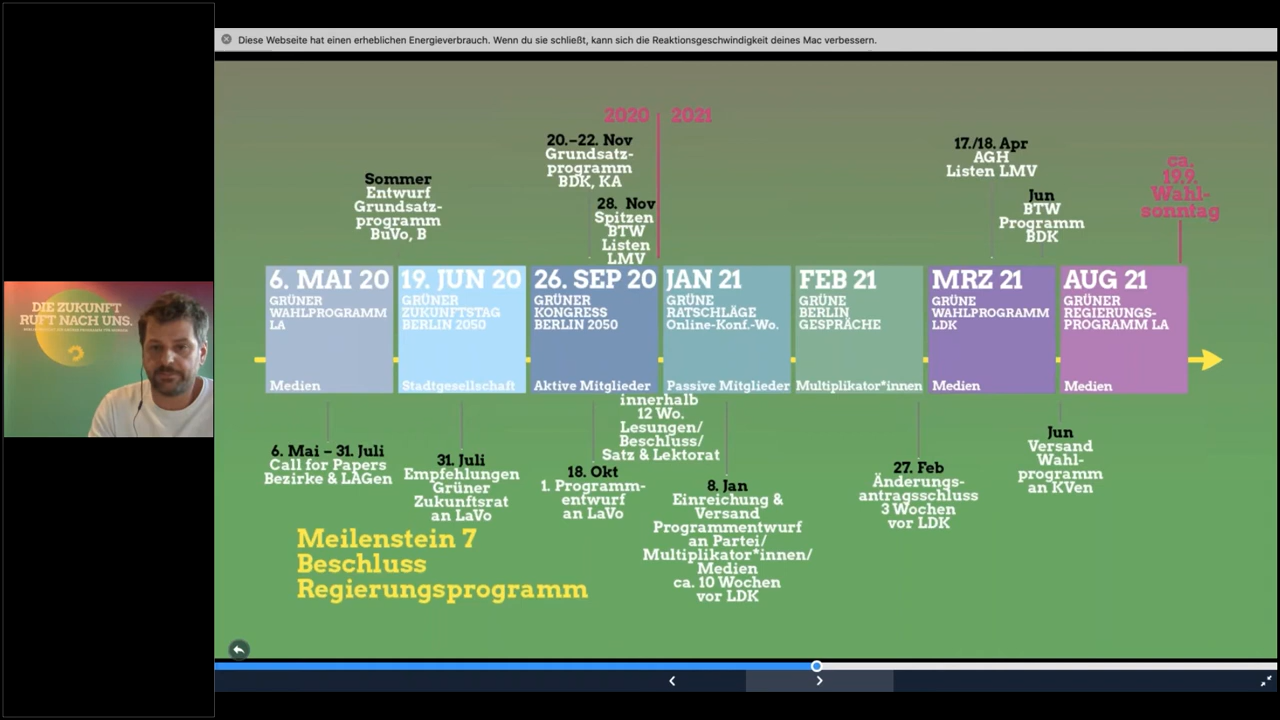 Diese Webseite hat einen erheblichen Energieverbrauch. Wenn du sie schließt, kann sich die Reaktionsgeschwindigkeit deines Mac verbessern.
2020
2021
Sommer
Entwurf
Grundsatz-
programm
BuVo, B
20.–22. Nov
Grundsatz-
programm
BDK, KA
28. Nov
Spitzen
BTW
Listen
LMV
17./18. Apr
AGH
Listen LMV
Jun
BTW
Programm
BDK
ca.
19.9.
Wahl-
sonntag
6. MAI 20
GRÜNER
WAHLPROGRAMM
LA
Medien
19. JUN 20
GRÜNER
ZUKUNFTSTAG
BERLIN 2050
Stadtgesellschaft
26. SEP 20
GRÜNER
KONGRESS
BERLIN 2050
Aktive Mitglieder
JAN 21
GRÜNE
RATSCHLÄGE
Online-Konf.-Wo.
Passive Mitglieder
FEB 21
GRÜNE
BERLIN
GESPRÄCHE
Multiplikator*innen
MRZ 21
GRÜNE
WAHLPROGRAMM
LDK
Medien
AUG 21
GRÜNER
REGIERUNGS-
PROGRAMM LA
Medien
6. Mai – 31. Juli
Call for Papers
Bezirke & LAGen
31. Juli
Empfehlungen
Grüner
Zukunftsrat
an LaVo
innerhalb
12 Wo.
Lesungen/
Beschluss/
Satz & Lektorat
18. Okt
1. Programm-
entwurf
an LaVo
8. Jan
Einreichung &
Versand
Programmentwurf
an Partei/
Multiplikator*innen/
Medien
ca. 10 Wochen
vor LDK
27. Feb
Änderungs-
antragsschluss
3 Wochen
vor LDK
Jun
Versand
Wahl-
programm
an KVen
Meilenstein 7
Beschluss
Regierungsprogramm
DIE ZUKUNFT
RUFT NACH UNS.